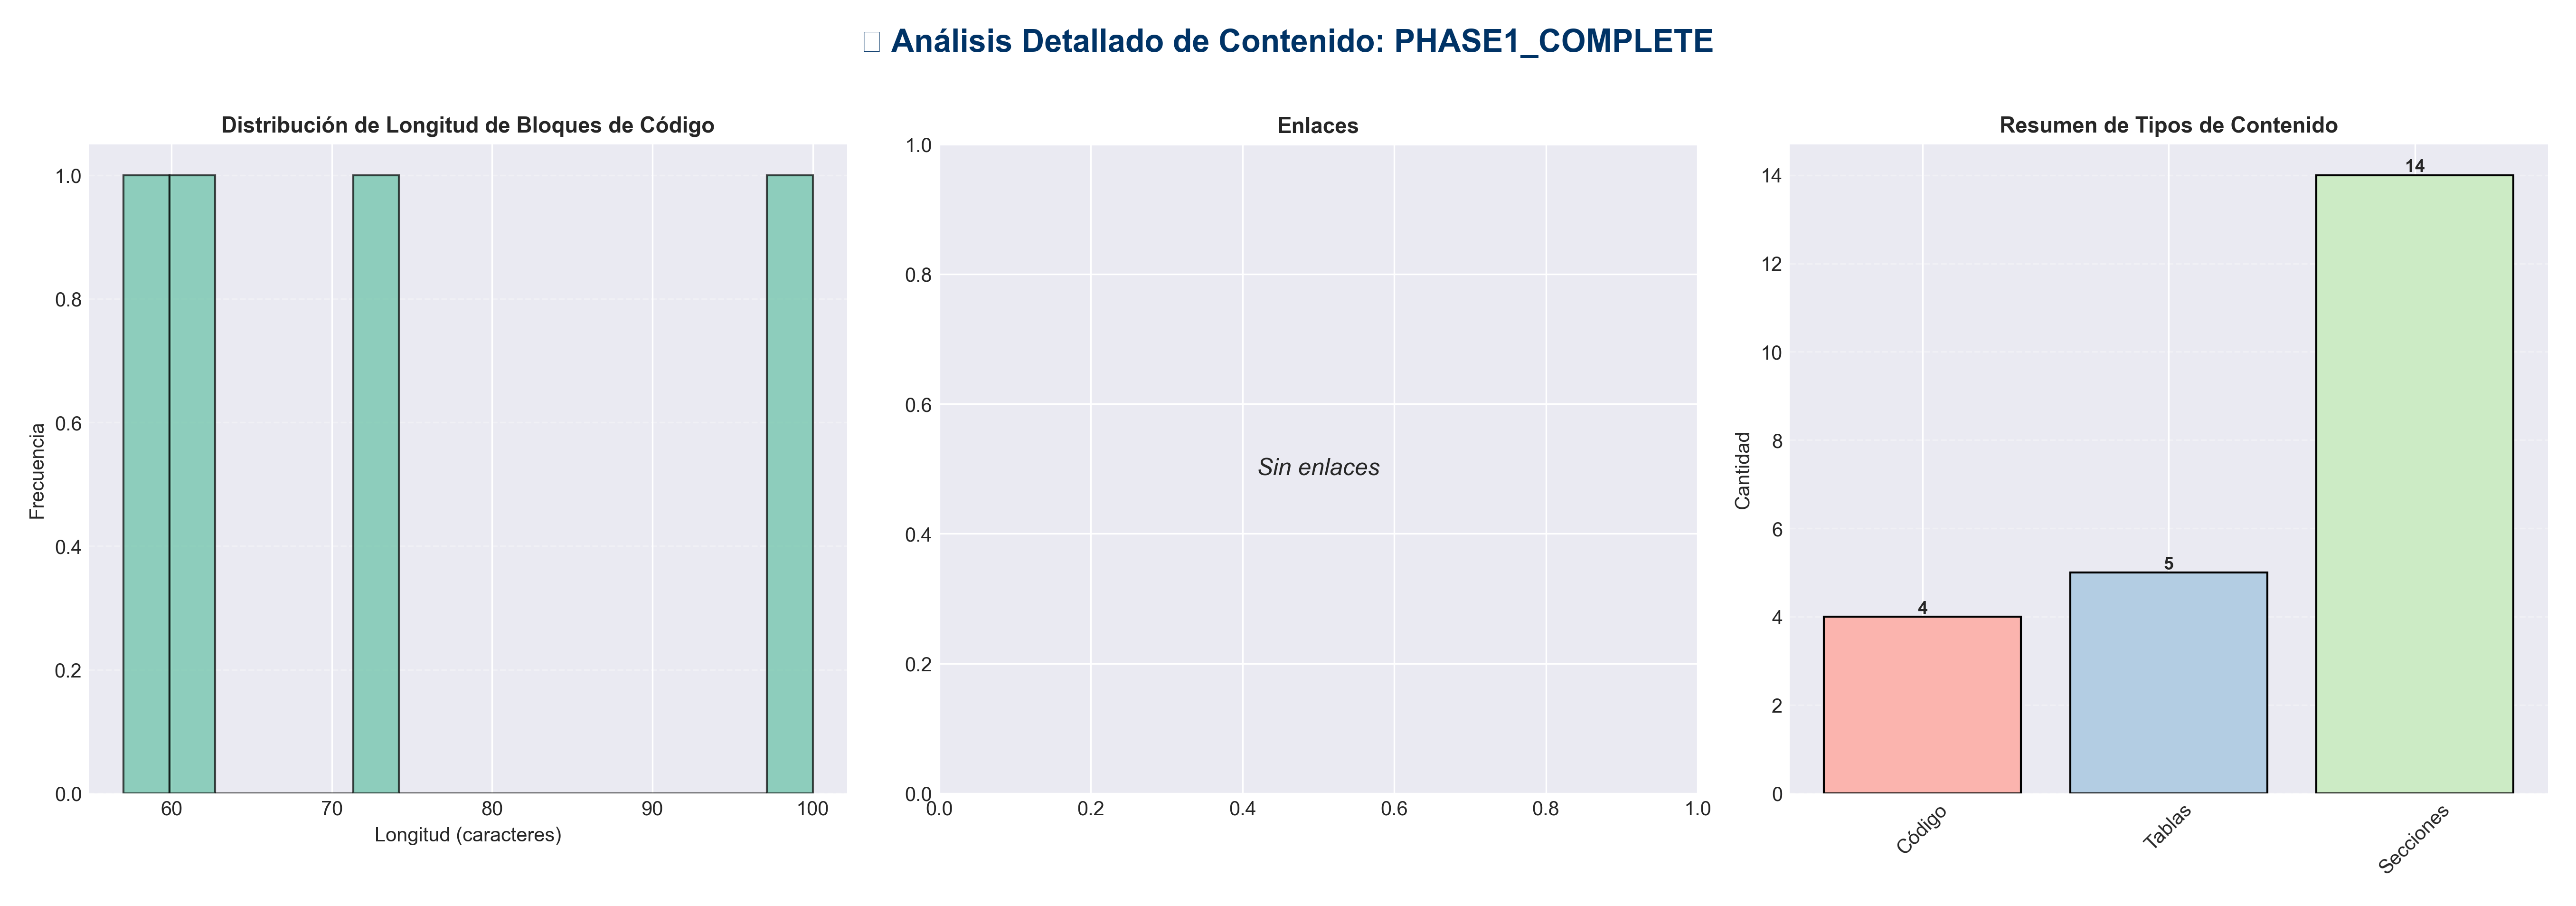 Análisis Detallado de Contenido: PHASE1_COMPLETE
Distribución de Longitud de Bloques de Código
1.0
0.8
0.6
0.4
0.2
0.0
Frecuencia
60 70 80 90 100
Longitud (caracteres)
Enlaces
1.0
0.8
0.6
0.4
0.2
0.0
Sin enlaces
0.0 0.2 0.4 0.6 0.8 1.0
Resumen de Tipos de Contenido
14
12
10
8
6
4
2
0
Cantidad
4
5
14
Código
Tablas
Secciones